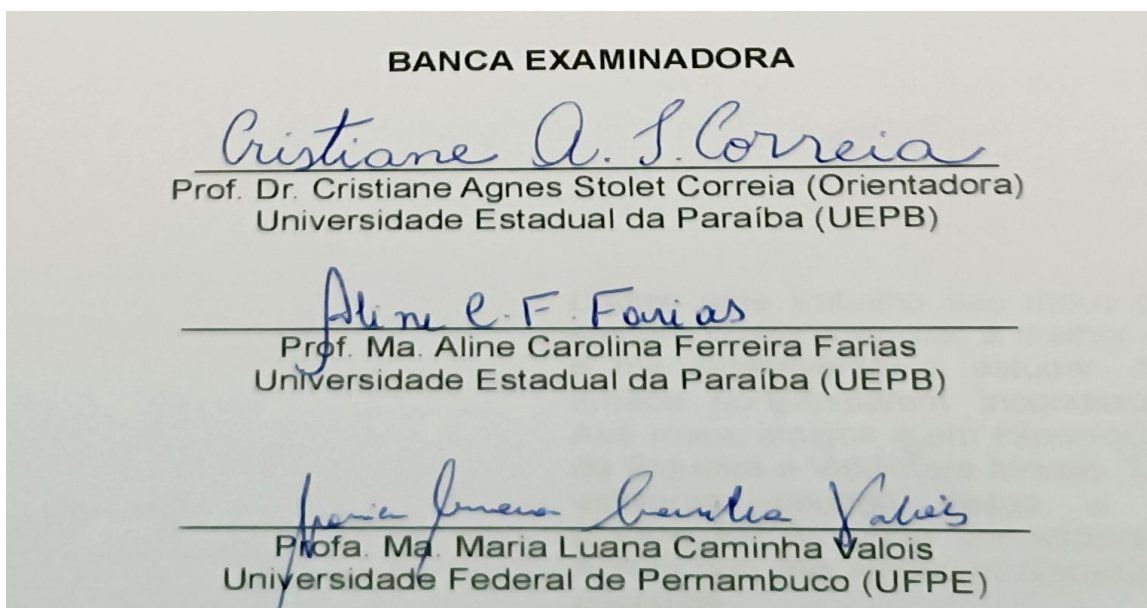 BANCA EXAMINADORA
Cristiane A. S. Correia
Prof. Dr. Cristiane Agnes Stolet Correia (Orientadora)
Universidade Estadual da Paraíba (UEPB)
Aline C. F. Farias
Prof. Ma. Aline Carolina Ferreira Farias
Universidade Estadual da Paraíba (UEPB)
Maria Luana Caminha Valois
Profa. Ma. Maria Luana Caminha Valois
Universidade Federal de Pernambuco (UFPE)